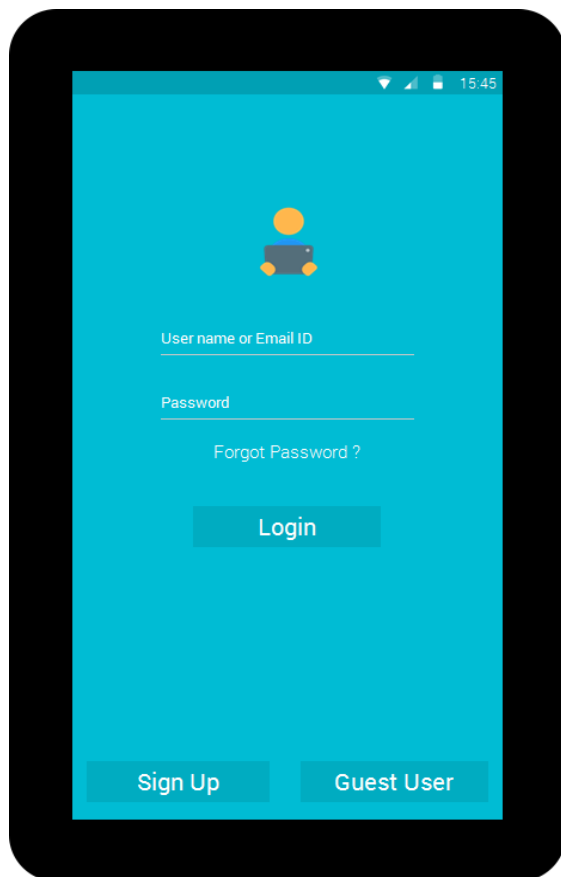 15:45
User name or Email ID
Password
Forgot Password ?
Login
Sign Up
Guest User